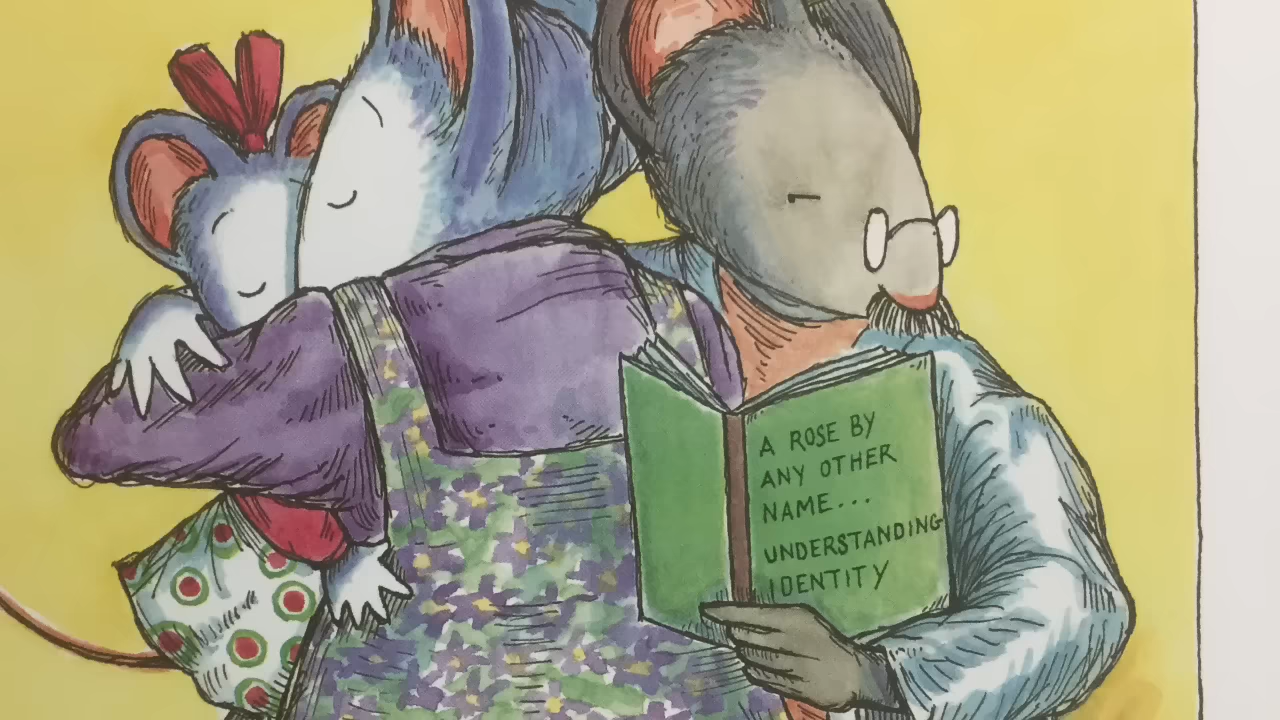 A ROSE BY
ANY OTHER
NAME...
UNDERSTANDING
IDENTITY